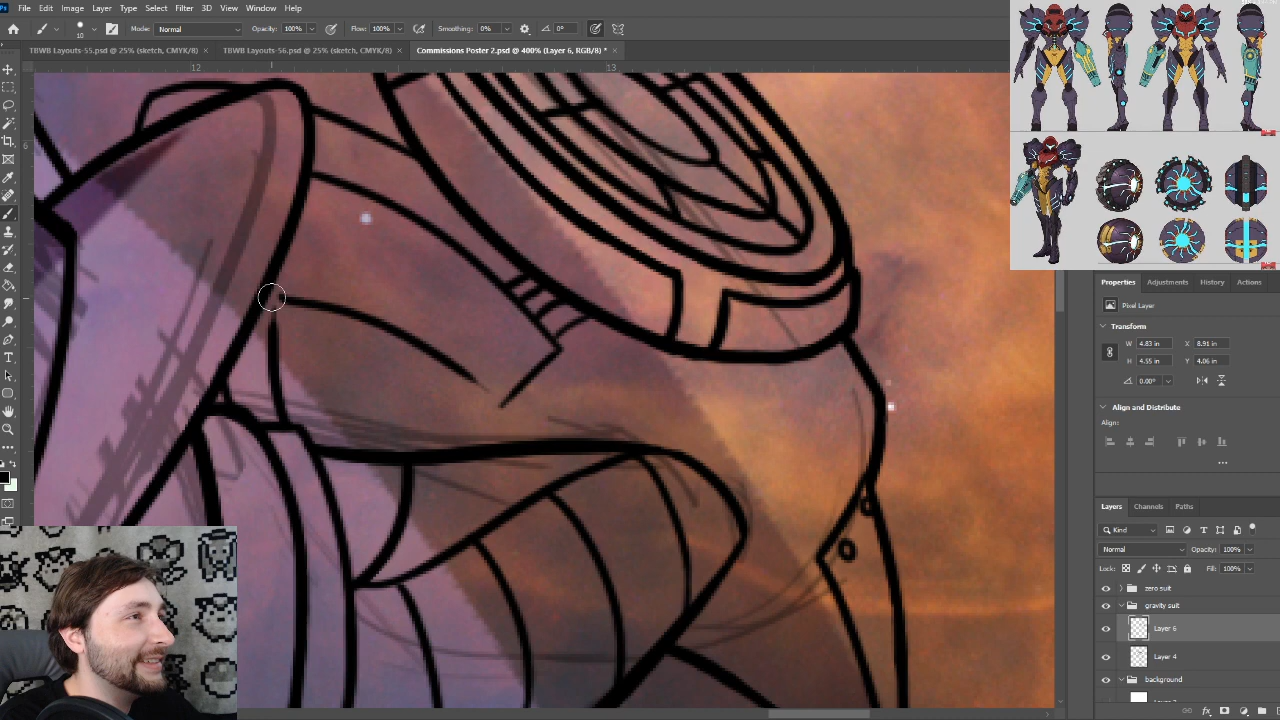 File Edit Image Layer Type Select Filter 3D View Window Help
10 Mode: Normal Opacity: 100% Flow: 100% Smoothing: 0% 0°
TBWB Layouts-55.psd @ 25% (sketch, CMYK/8) × TBWB Layouts-56.psd @ 25% (sketch, CMYK/8) × Commissions Poster 2.psd @ 400% (Layer 6, RGB/8) * ×
12 13
6
Properties Adjustments History Actions
Pixel Layer
Transform
W 4.83 in X 8.91 in
H 4.55 in Y 4.06 in
0.00°
Align and Distribute
Align:
...
Layers Channels Paths
Kind
Normal Opacity: 100%
Lock: Fill: 100%
zero suit
gravity suit
Layer 6
Layer 4
background